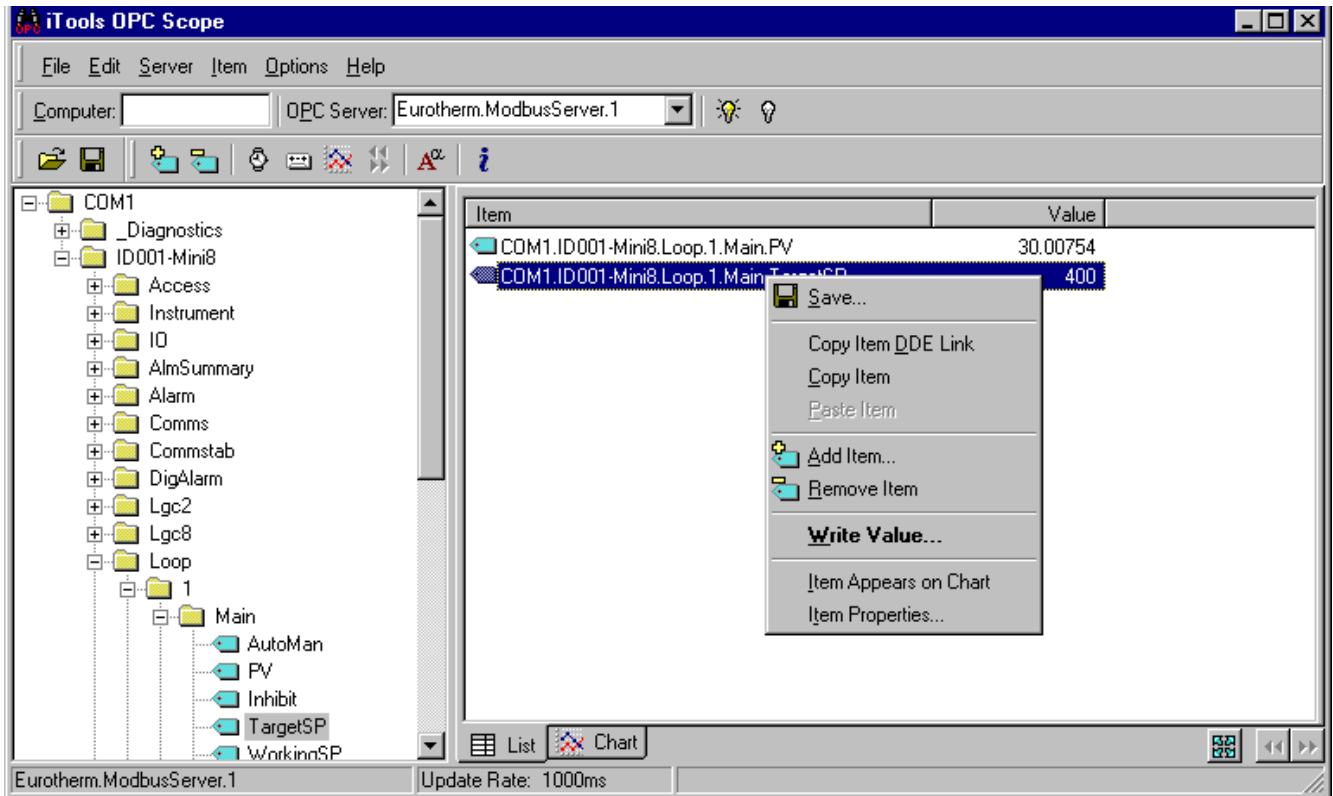 OPC iTools OPC Scope
File Edit Server Item Options Help
Computer: OPC Server: Eurotherm.ModbusServer.1
Aα i
COM1
_Diagnostics
ID001-Mini8
Access
Instrument
IO
AlmSummary
Alarm
Comms
Commstab
DigAlarm
Lgc2
Lgc8
Loop
1
Main
AutoMan
PV
Inhibit
TargetSP
WorkingSP
Item Value
COM1.ID001-Mini8.Loop.1.Main.PV 30.00754
COM1.ID001-Mini8.Loop.1.Main.TargetSP 400
Save...
Copy Item DDE Link
Copy Item
Paste Item
Add Item...
Remove Item
Write Value...
Item Appears on Chart
Item Properties...
List Chart
Eurotherm.ModbusServer.1 Update Rate: 1000ms